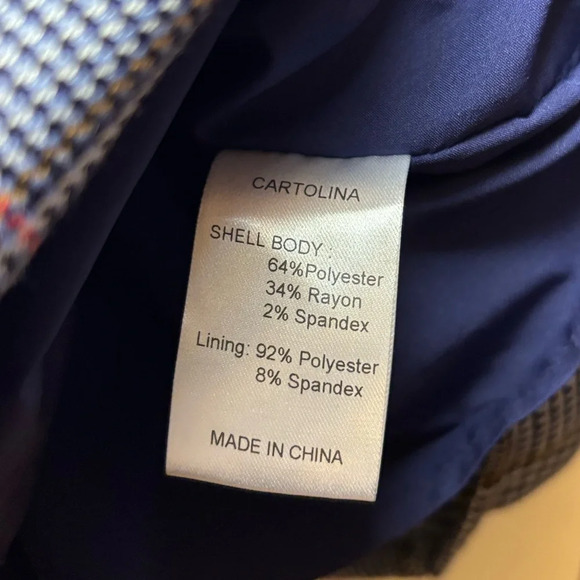 CARTOLINA
SHELL BODY :
64%Polyester
34% Rayon
2% Spandex
Lining: 92% Polyester
8% Spandex
MADE IN CHINA